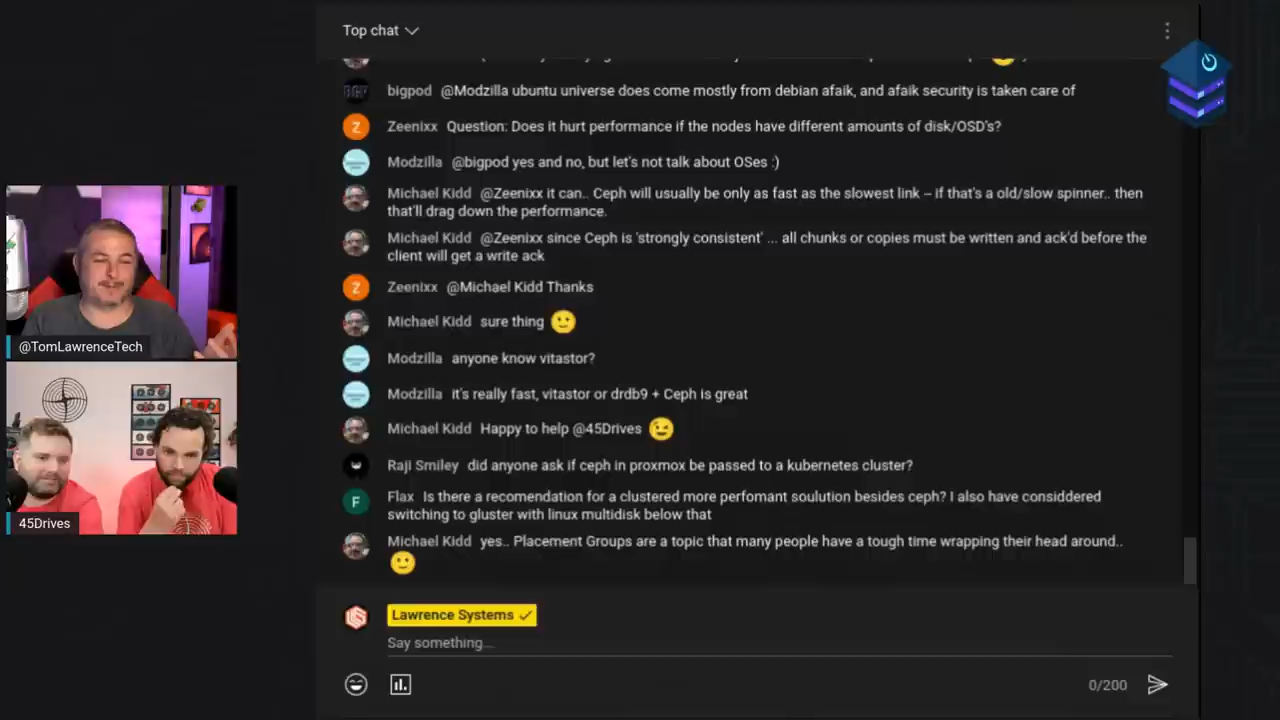 Top chat
bigpod @Modzilla ubuntu universe does come mostly from debian afaik, and afaik security is taken care of
Z Zeenixx Question: Does it hurt performance if the nodes have different amounts of disk/OSD's?
Modzilla @bigpod yes and no, but let's not talk about OSes :)
Michael Kidd @Zeenixx it can.. Ceph will usually be only as fast as the slowest link – if that's a old/slow spinner.. then
that'll drag down the performance.
Michael Kidd @Zeenixx since Ceph is 'strongly consistent' ... all chunks or copies must be written and ack'd before the
client will get a write ack
Z Zeenixx @Michael Kidd Thanks
Michael Kidd sure thing 🙂
@TomLawrenceTech
Modzilla anyone know vitastor?
Modzilla it's really fast, vitastor or drdb9 + Ceph is great
Michael Kidd Happy to help @45Drives 😉
Raji Smiley did anyone ask if ceph in proxmox be passed to a kubernetes cluster?
F Flax Is there a recomendation for a clustered more perfomant soulution besides ceph? I also have considdered
switching to gluster with linux multidisk below that
45Drives
Michael Kidd yes.. Placement Groups are a topic that many people have a tough time wrapping their head around..
🙂
Lawrence Systems ✓
Say something...
0/200